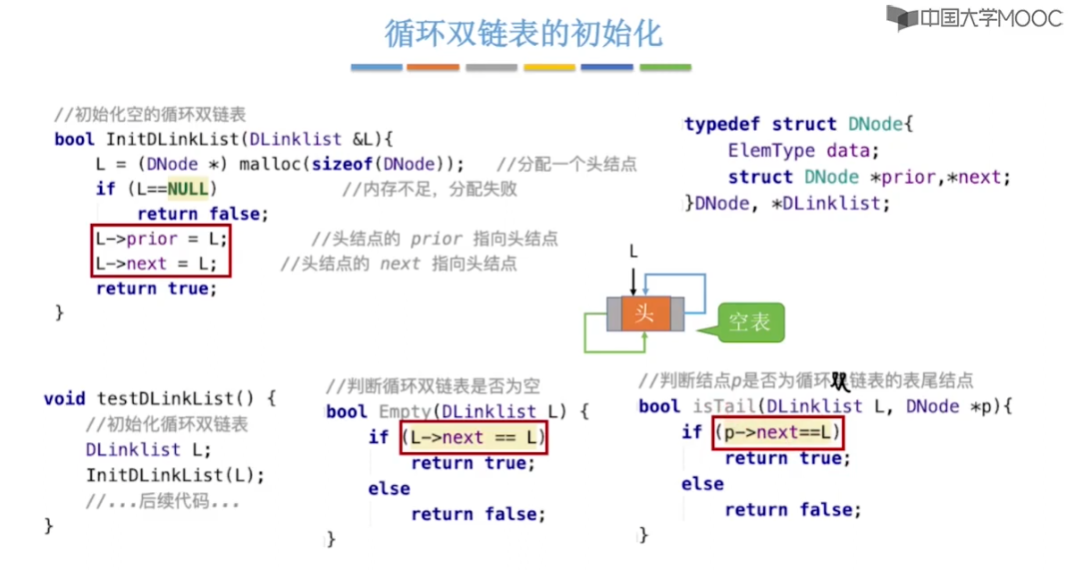 中国大学MOOC
循环双链表的初始化
//初始化空的循环双链表
bool InitDLinkList(DLinklist &L){
    L = (DNode *) malloc(sizeof(DNode));   //分配一个头结点
    if (L==NULL)            //内存不足，分配失败
        return false;
    L->prior = L;        //头结点的 prior 指向头结点
    L->next = L;      //头结点的 next 指向头结点
    return true;
}
typedef struct DNode{
    ElemType data;
    struct DNode *prior,*next;
}DNode, *DLinklist;
L
头
空表
void testDLinkList() {
    //初始化循环双链表
    DLinklist L;
    InitDLinkList(L);
    //...后续代码...
}
//判断循环双链表是否为空
bool Empty(DLinklist L) {
    if (L->next == L)
        return true;
    else
        return false;
}
//判断结点p是否为循环双链表的表尾结点
bool isTail(DLinklist L, DNode *p){
    if (p->next==L)
        return true;
    else
        return false;
}